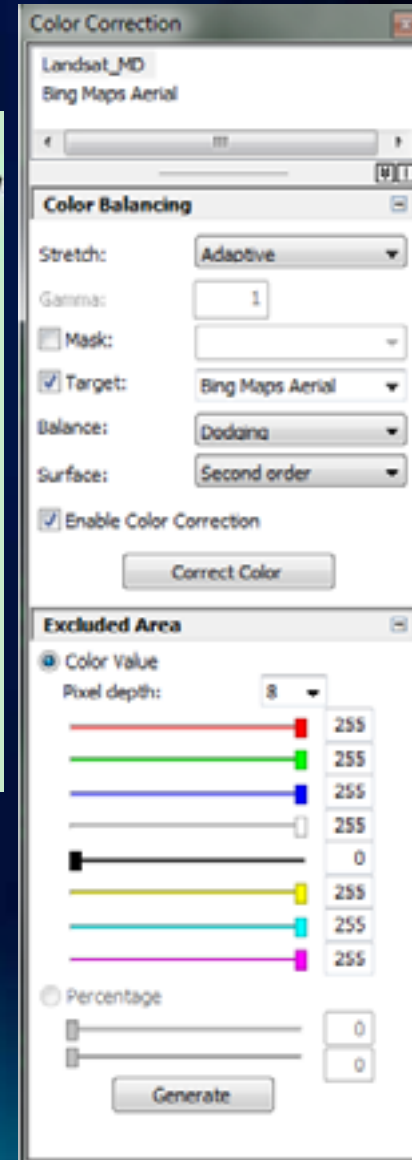 Color Correction
Landsat_MD
Bing Maps Aerial
Color Balancing
Stretch: Adaptive
Gamma: 1
Mask:
Target: Bing Maps Aerial
Balance: Dodging
Surface: Second order
Enable Color Correction
Correct Color
Excluded Area
Color Value
Pixel depth: 8
255
255
255
255
0
255
255
255
Percentage
0
0
Generate